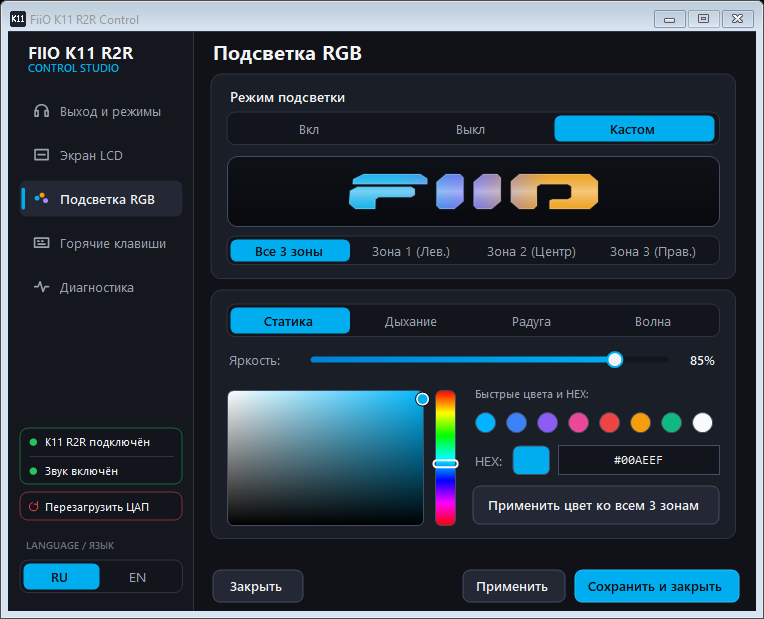 K11 FiiO K11 R2R Control
FIIO K11 R2R
CONTROL STUDIO
Выход и режимы
Экран LCD
Подсветка RGB
Горячие клавиши
Диагностика
K11 R2R подключён
Звук включён
Перезагрузить ЦАП
LANGUAGE / ЯЗЫК
RU EN
Подсветка RGB
Режим подсветки
Вкл Выкл Кастом
FIIO
Все 3 зоны Зона 1 (Лев.) Зона 2 (Центр) Зона 3 (Прав.)
Статика Дыхание Радуга Волна
Яркость: 85%
Быстрые цвета и HEX:
HEX: #00AEEF
Применить цвет ко всем 3 зонам
Закрыть Применить Сохранить и закрыть